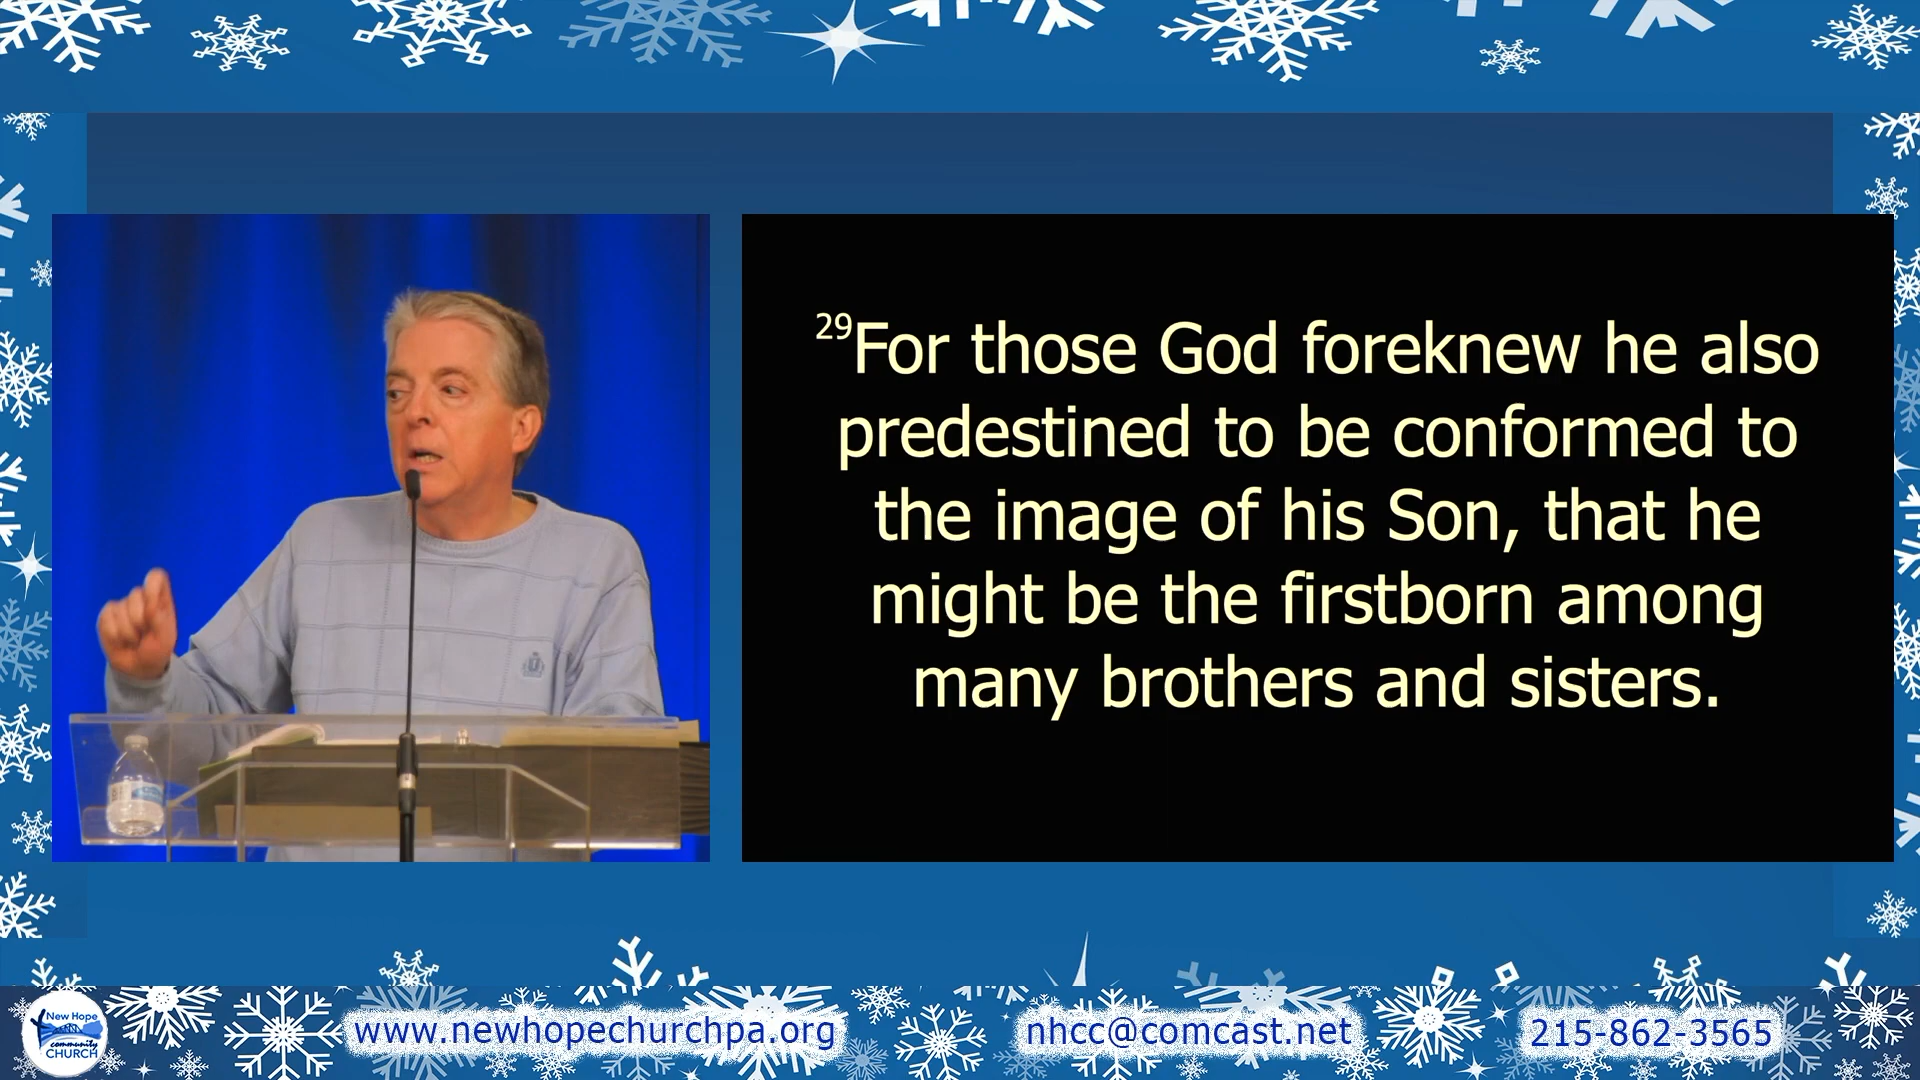 29For those God foreknew he also
predestined to be conformed to
the image of his Son, that he
might be the firstborn among
many brothers and sisters.
New Hope
community
CHURCH
www.newhopechurchpa.org
nhcc@comcast.net
215-862-3565